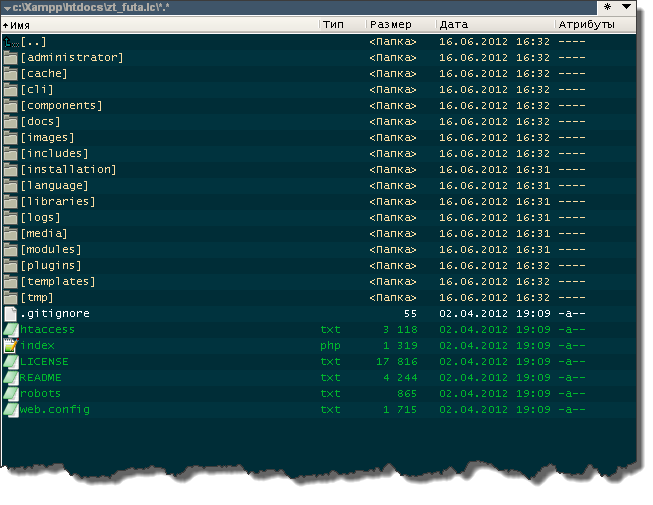 c:\Xampp\htdocs\zt_futa.lc\*.*
Имя Тип Размер Дата Атрибуты
[..] <Папка> 16.06.2012 16:32 ----
[administrator] <Папка> 16.06.2012 16:32 ----
[cache] <Папка> 16.06.2012 16:32 ----
[cli] <Папка> 16.06.2012 16:32 ----
[components] <Папка> 16.06.2012 16:32 ----
[docs] <Папка> 16.06.2012 16:32 ----
[images] <Папка> 16.06.2012 16:32 ----
[includes] <Папка> 16.06.2012 16:32 ----
[installation] <Папка> 16.06.2012 16:31 ----
[language] <Папка> 16.06.2012 16:31 ----
[libraries] <Папка> 16.06.2012 16:31 ----
[logs] <Папка> 16.06.2012 16:31 ----
[media] <Папка> 16.06.2012 16:31 ----
[modules] <Папка> 16.06.2012 16:31 ----
[plugins] <Папка> 16.06.2012 16:32 ----
[templates] <Папка> 16.06.2012 16:32 ----
[tmp] <Папка> 16.06.2012 16:32 ----
.gitignore 55 02.04.2012 19:09 -a--
htaccess txt 3 118 02.04.2012 19:09 -a--
index php 1 319 02.04.2012 19:09 -a--
LICENSE txt 17 816 02.04.2012 19:09 -a--
README txt 4 244 02.04.2012 19:09 -a--
robots txt 865 02.04.2012 19:09 -a--
web.config txt 1 715 02.04.2012 19:09 -a--